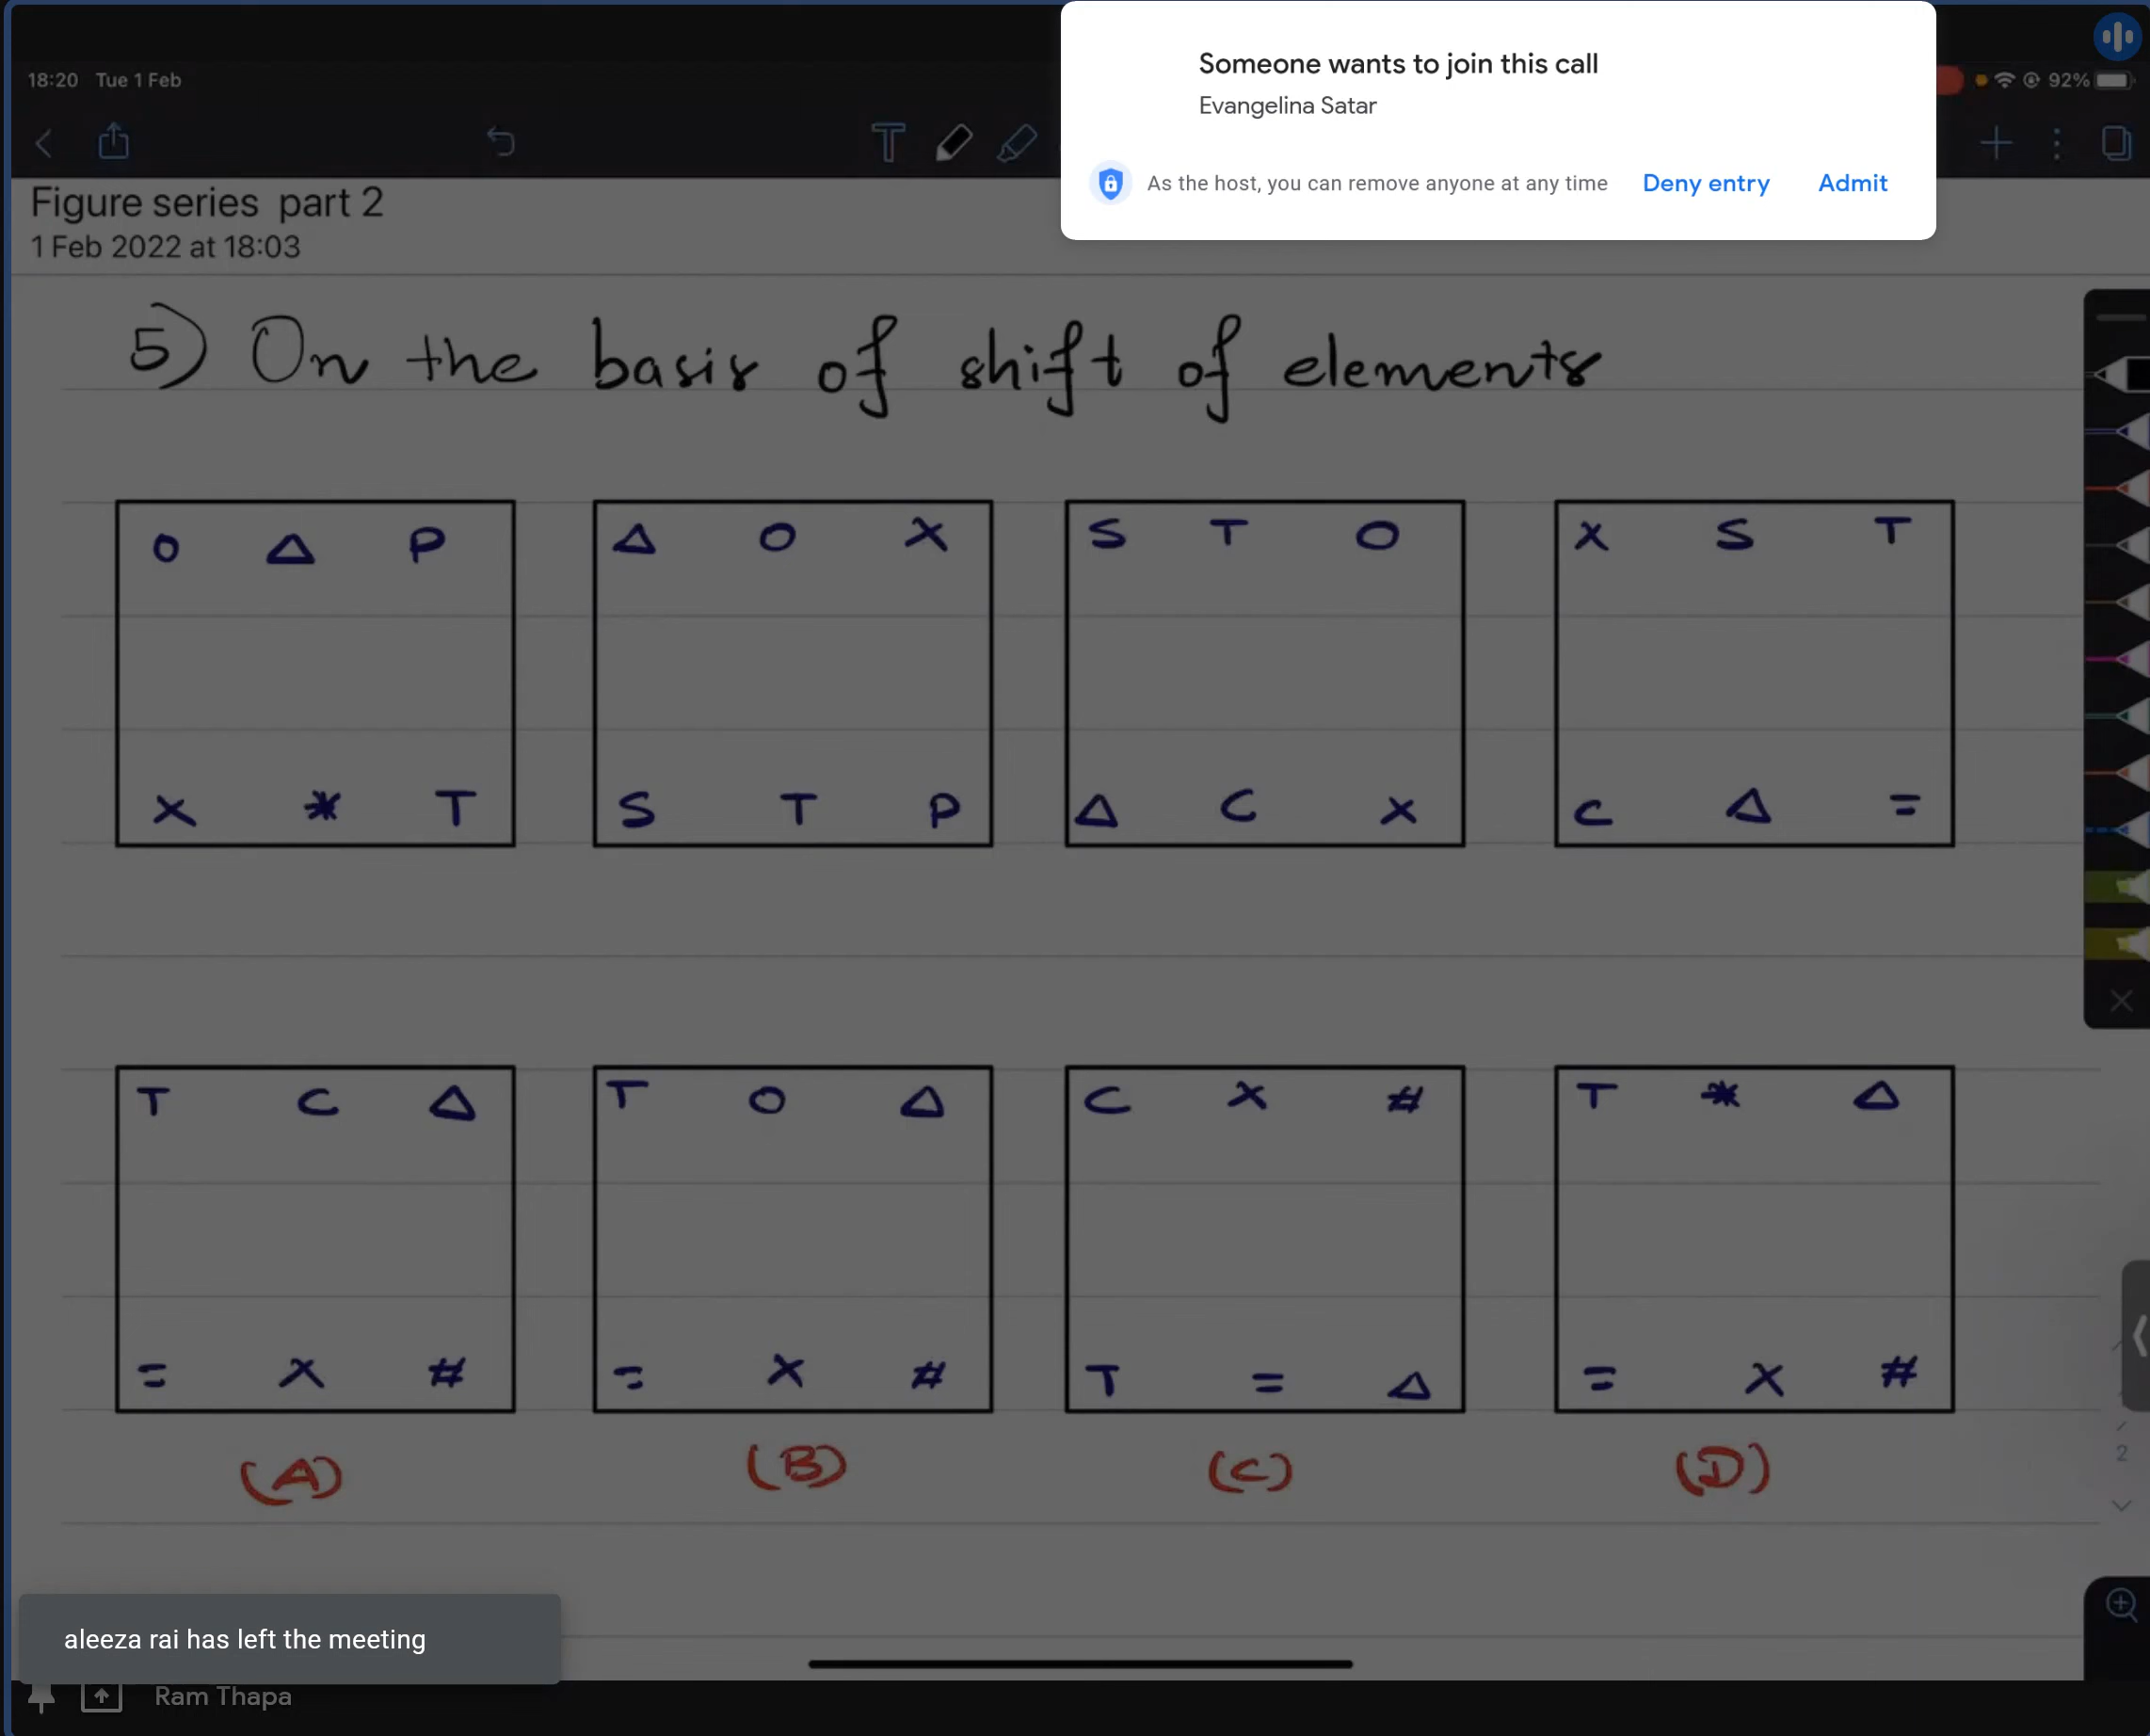 Someone wants to join this call
Evangelina Satar
As the host, you can remove anyone at any time Deny entry Admit
18:20 Tue 1 Feb 92%
Figure series part 2
1 Feb 2022 at 18:03
5) On the basis of shift of elements
O Δ P Δ O X S T O X S T
X * T S T P Δ C X C Δ =
T C Δ T O Δ C X # T * Δ
= X # = X # T = Δ = X #
(A) (B) (C) (D)
2
aleeza rai has left the meeting
Ram Thapa